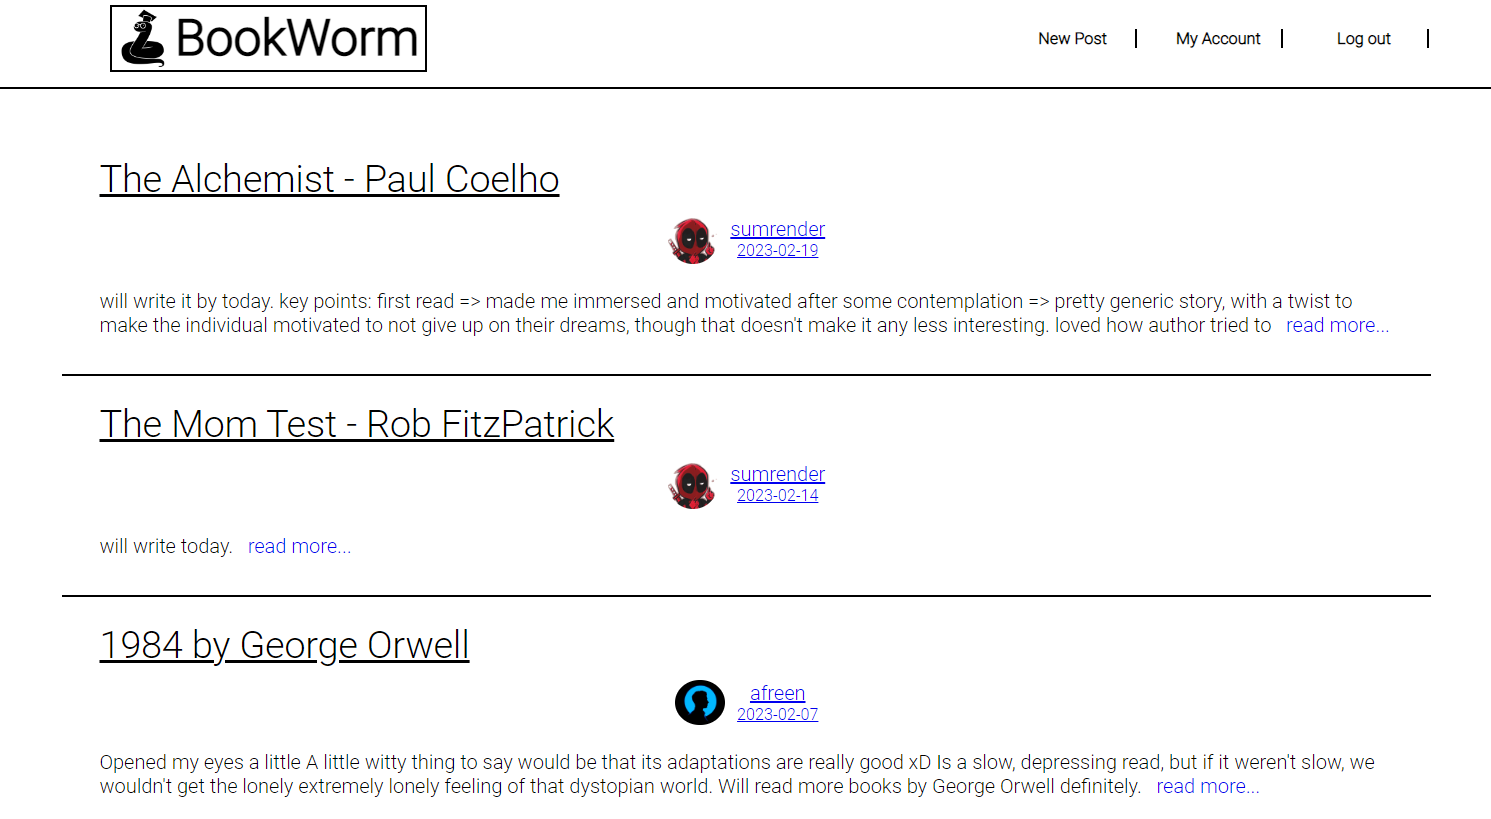 BookWorm
New Post
My Account
Log out
The Alchemist - Paul Coelho
sumrender
2023-02-19
will write it by today. key points: first read => made me immersed and motivated after some contemplation => pretty generic story, with a twist to
make the individual motivated to not give up on their dreams, though that doesn't make it any less interesting. loved how author tried to read more...
The Mom Test - Rob FitzPatrick
sumrender
2023-02-14
will write today. read more...
1984 by George Orwell
afreen
2023-02-07
Opened my eyes a little A little witty thing to say would be that its adaptations are really good xD Is a slow, depressing read, but if it weren't slow, we
wouldn't get the lonely extremely lonely feeling of that dystopian world. Will read more books by George Orwell definitely. read more...